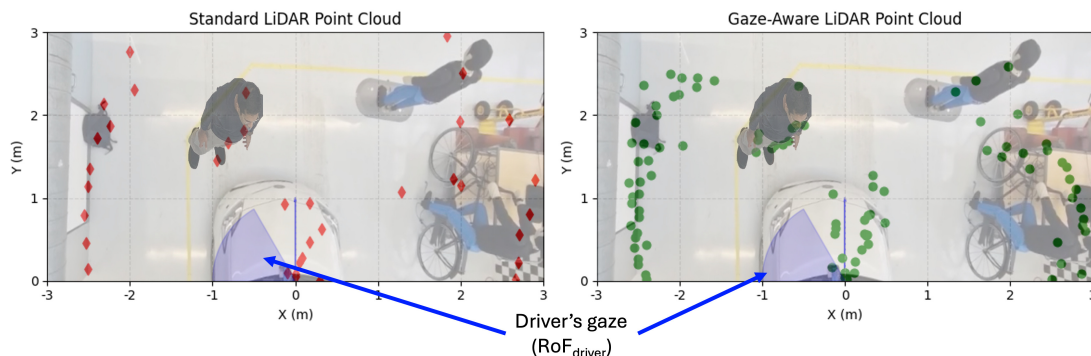 Standard LiDAR Point Cloud
Gaze-Aware LiDAR Point Cloud
3
2
1
0
Y (m)
-3
-2
-1
0
1
2
3
X (m)
3
2
1
0
Y (m)
-3
-2
-1
0
1
2
3
X (m)
Driver's gaze
(RoFdriver)